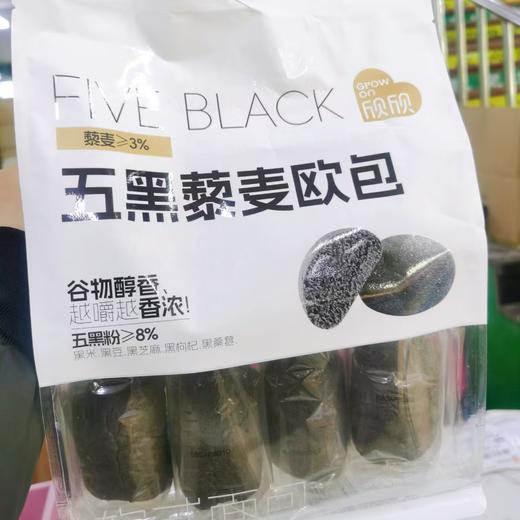 FIVE BLACK
GROW
ON
欣欣
藜麦≥3%
五黑藜麦欧包
谷物醇香、
越嚼越香浓!
五黑粉≥8%
黑米、黑豆、黑芝麻、黑枸杞、黑桑葚